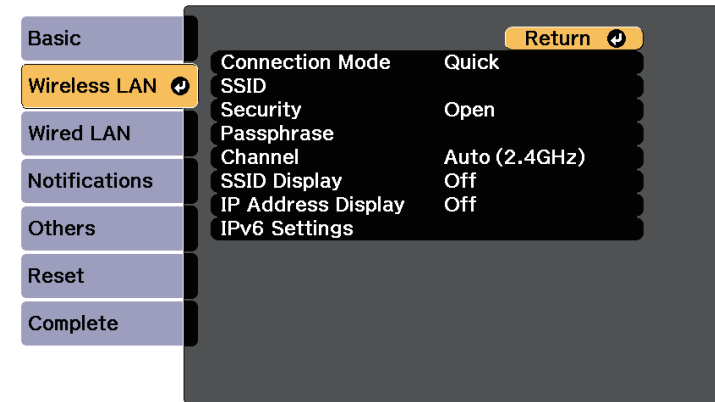 Basic
Wireless LAN
Wired LAN
Notifications
Others
Reset
Complete
Return
Connection Mode Quick
SSID
Security Open
Passphrase
Channel Auto (2.4GHz)
SSID Display Off
IP Address Display Off
IPv6 Settings